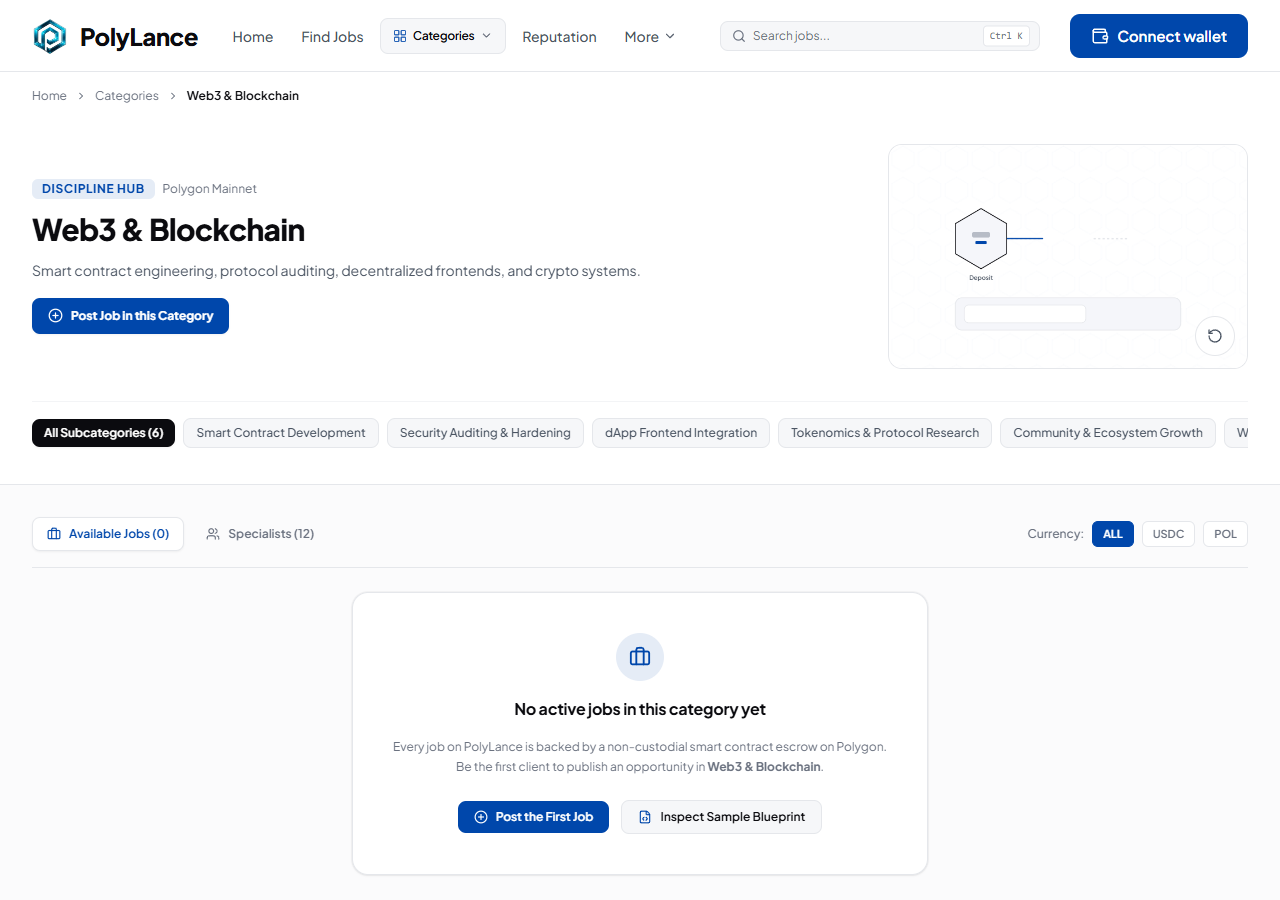 PolyLance
Home
Find Jobs
Categories
Reputation
More
Search jobs...
Ctrl K
Connect wallet
Home > Categories > Web3 & Blockchain
DISCIPLINE HUB
Polygon Mainnet
Web3 & Blockchain
Smart contract engineering, protocol auditing, decentralized frontends, and crypto systems.
Post Job in this Category
Deposit
All Subcategories (6)
Smart Contract Development
Security Auditing & Hardening
dApp Frontend Integration
Tokenomics & Protocol Research
Community & Ecosystem Growth
W
Available Jobs (0)
Specialists (12)
Currency:
ALL
USDC
POL
No active jobs in this category yet
Every job on PolyLance is backed by a non-custodial smart contract escrow on Polygon.
Be the first client to publish an opportunity in Web3 & Blockchain.
Post the First Job
Inspect Sample Blueprint